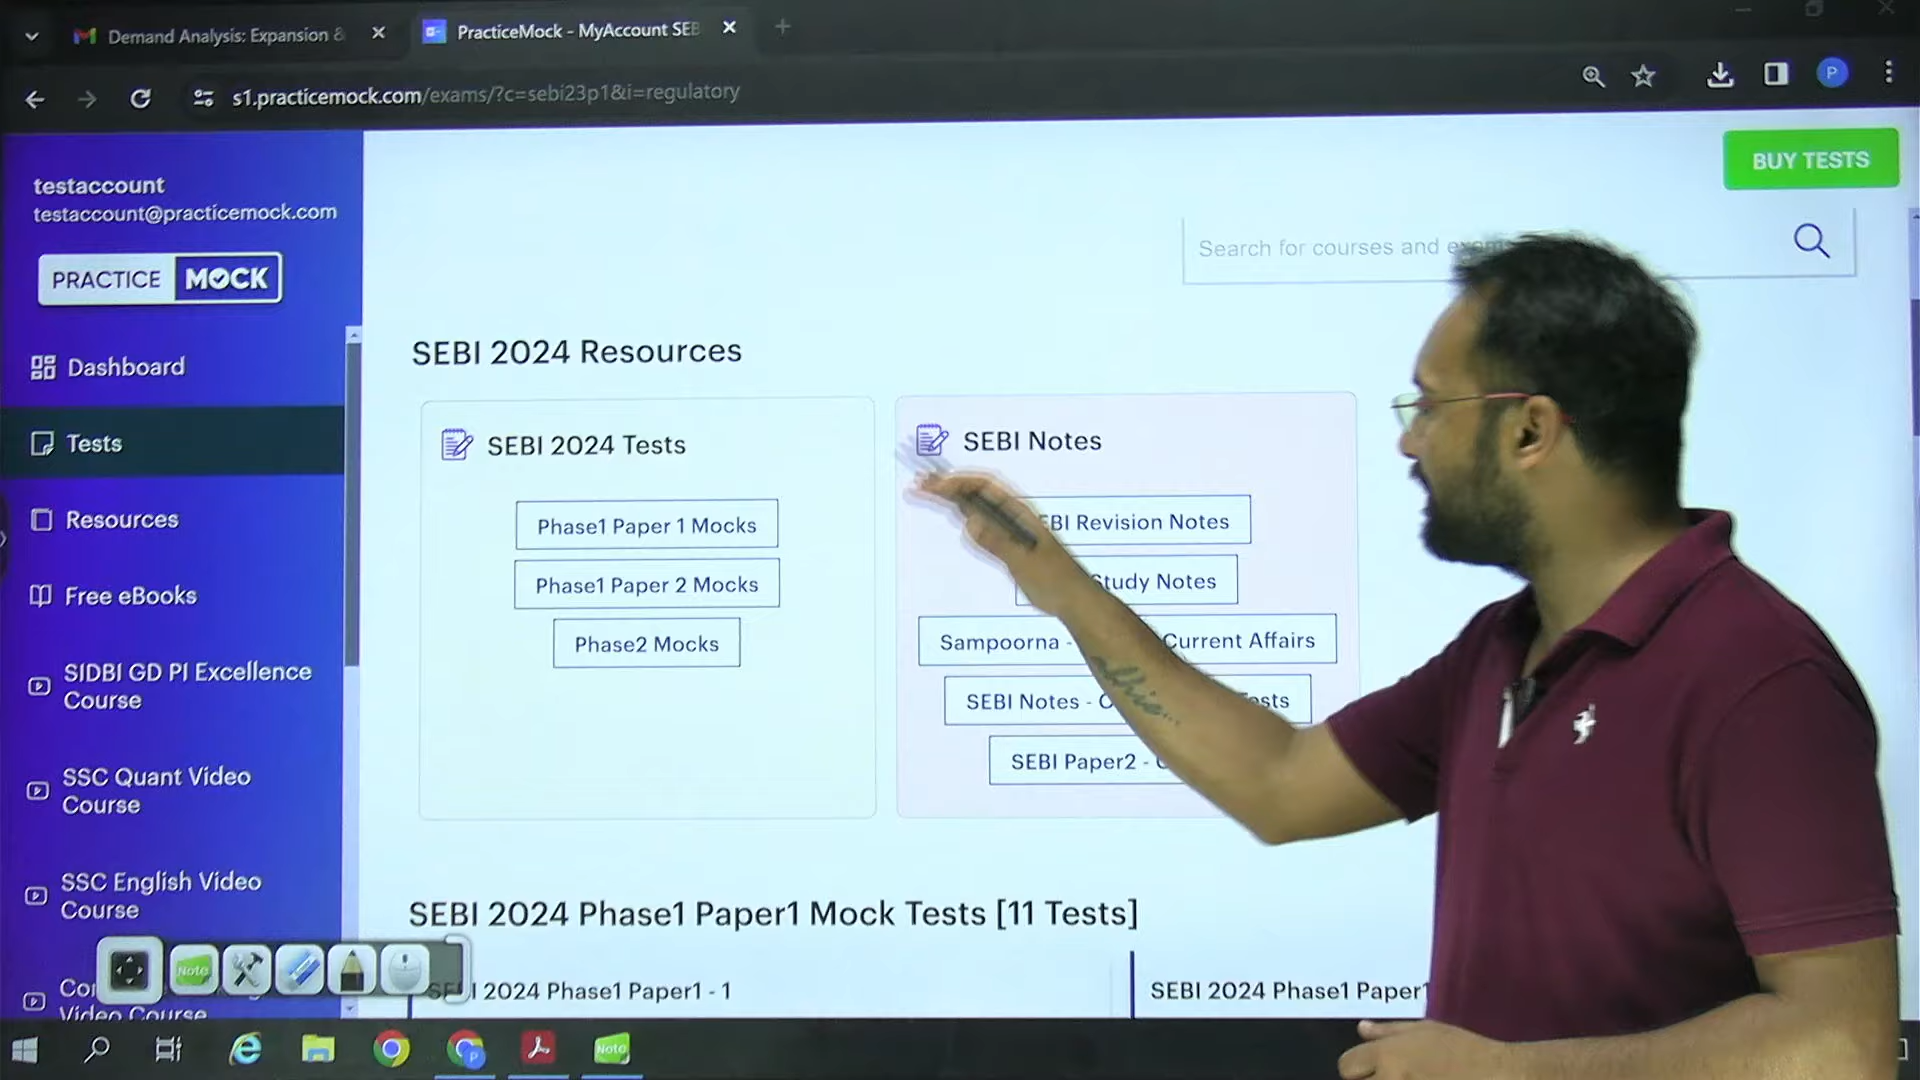 Demand Analysis: Expansion &
PracticeMock - MyAccount SEB
s1.practicemock.com/exams/?c=sebi23p1&i=regulatory
P
BUY TESTS
testaccount
testaccount@practicemock.com
PRACTICE MOCK
Search for courses and
Dashboard
Tests
Resources
Free eBooks
SIDBI GD PI Excellence
Course
SSC Quant Video
Course
SSC English Video
Course
Video Course
SEBI 2024 Resources
SEBI 2024 Tests
Phase1 Paper 1 Mocks
Phase1 Paper 2 Mocks
Phase2 Mocks
SEBI Notes
BI Revision Notes
Study Notes
Sampoorna - Current Affairs
SEBI Notes -
SEBI Paper2 -
SEBI 2024 Phase1 Paper1 Mock Tests [11 Tests]
SEBI 2024 Phase1 Paper1 - 1
SEBI 2024 Phase1 Paper1
Note
Note